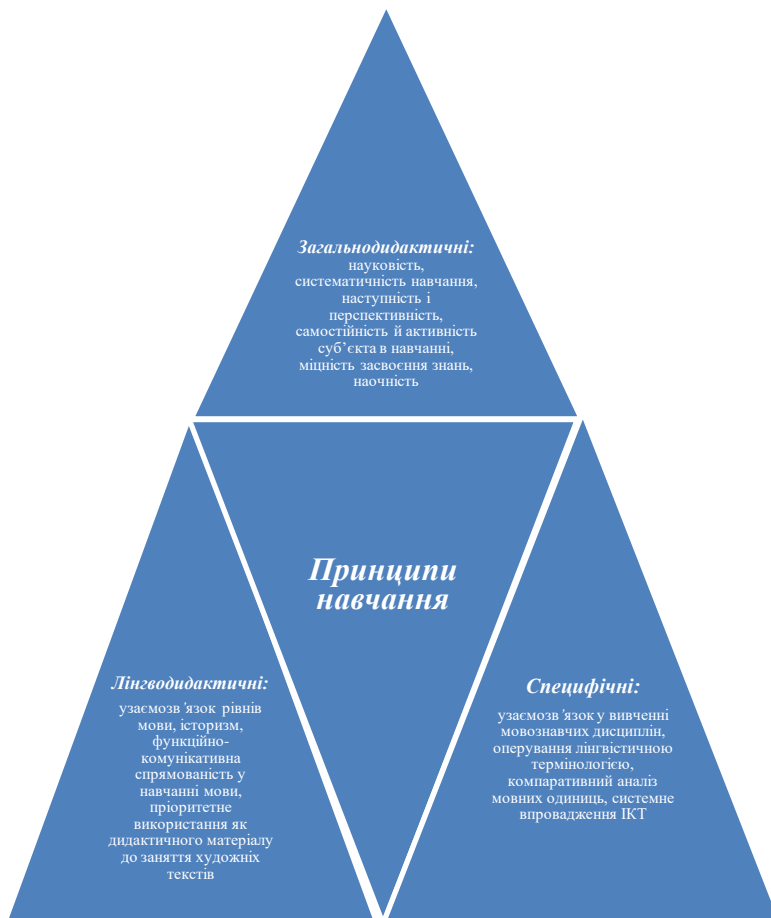 Загальнодидактичні:
науковість,
систематичність навчання,
наступність і
перспективність,
самостійність й активність
суб’єкта в навчанні,
міцність засвоєння знань,
наочність
Принципи
навчання
Лінгводидактичні:
узаємозв’язок рівнів
мови, історизм,
функційно-
комунікативна
спрямованість у
навчанні мови,
пріоритетне
використання як
дидактичного матеріалу
до заняття художніх
текстів
Специфічні:
узаємозв’язок у вивченні
мовознавчих дисциплін,
оперування лінгвістичною
термінологією,
компаративний аналіз
мовних одиниць, системне
впровадження ІКТ